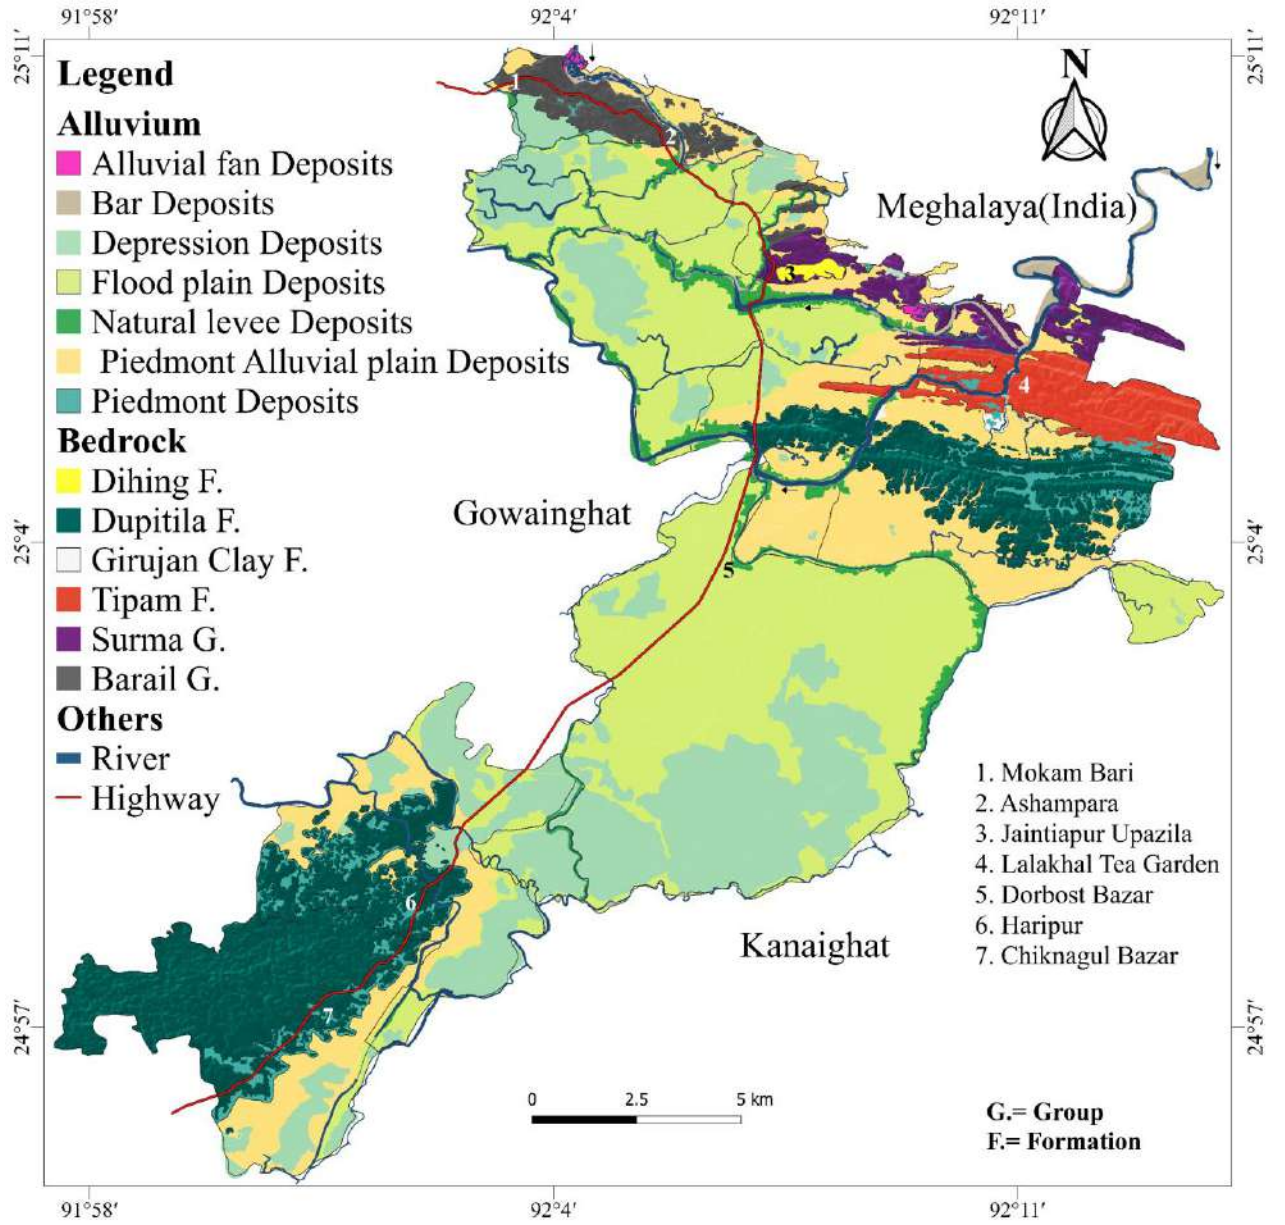 91°58′ 92°4′ 92°11′
25°11′ 25°11′
Legend
N
Alluvium
Alluvial fan Deposits
Bar Deposits
Meghalaya(India)
Depression Deposits
Flood plain Deposits
Natural levee Deposits
Piedmont Alluvial plain Deposits
Piedmont Deposits
Bedrock
Dihing F.
Dupitila F.
Girujan Clay F.
Tipam F.
Surma G.
Barail G.
Others
River
Highway
1
2
3
4
Gowainghat
25°4′ 25°4′
5
6
7
1. Mokam Bari
2. Ashampara
3. Jaintiapur Upazila
4. Lalakhal Tea Garden
5. Dorbost Bazar
6. Haripur
7. Chiknagul Bazar
Kanaighat
24°57′ 24°57′
0 2.5 5 km
G.= Group
F.= Formation
91°58′ 92°4′ 92°11′